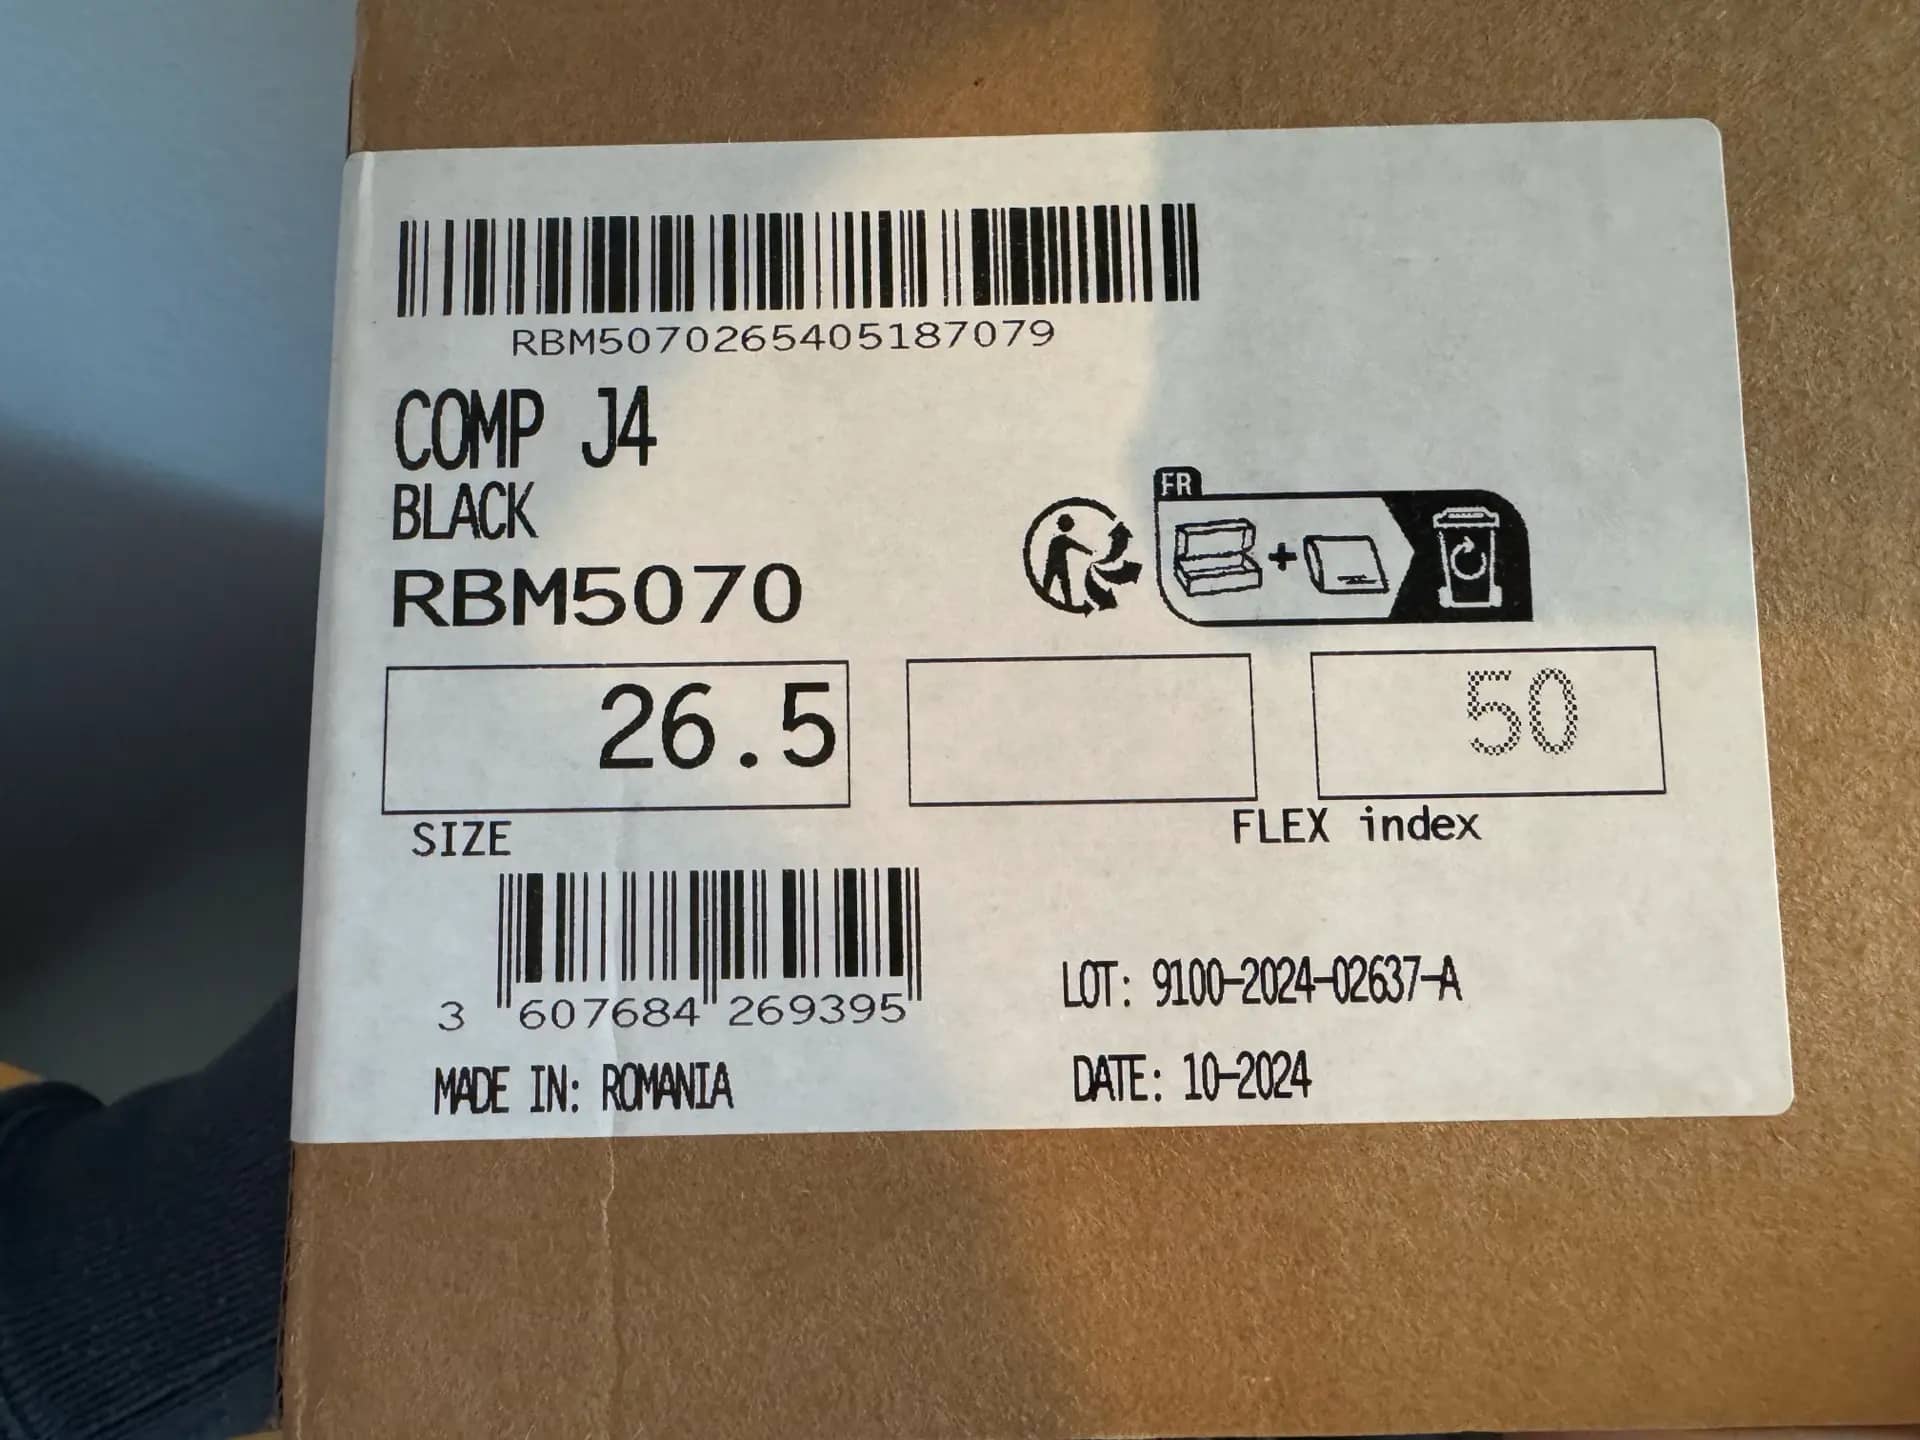 RBM5070265405187079
COMP J4
BLACK
RBM5070
FR
+
26.5
50
SIZE
FLEX index
3 607684 269395
LOT: 9100-2024-02637-A
MADE IN: ROMANIA
DATE: 10-2024